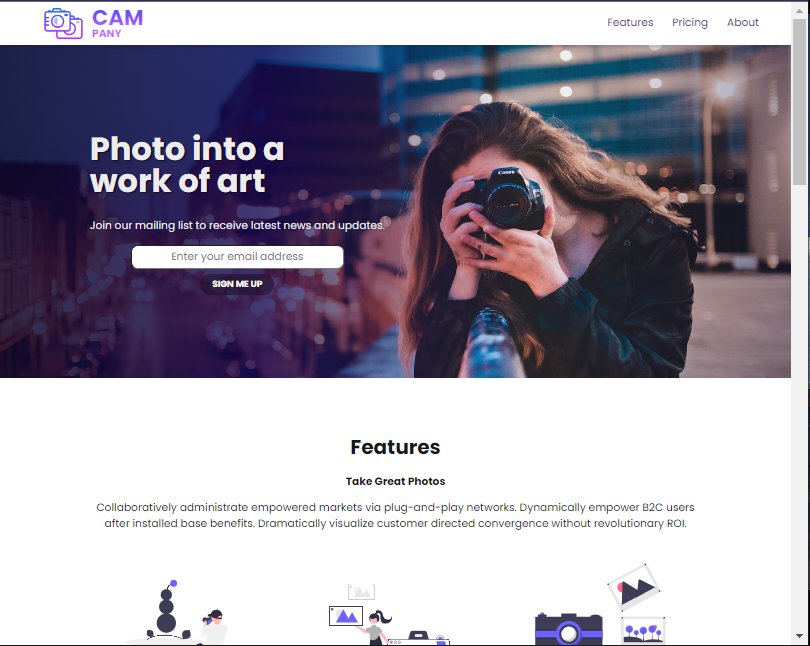 CAM
PANY
Features Pricing About
Photo into a
work of art
Join our mailing list to receive latest news and updates.
Enter your email address
SIGN ME UP
Canon
Features
Take Great Photos
Collaboratively administrate empowered markets via plug-and-play networks. Dynamically empower B2C users
after installed base benefits. Dramatically visualize customer directed convergence without revolutionary ROI.